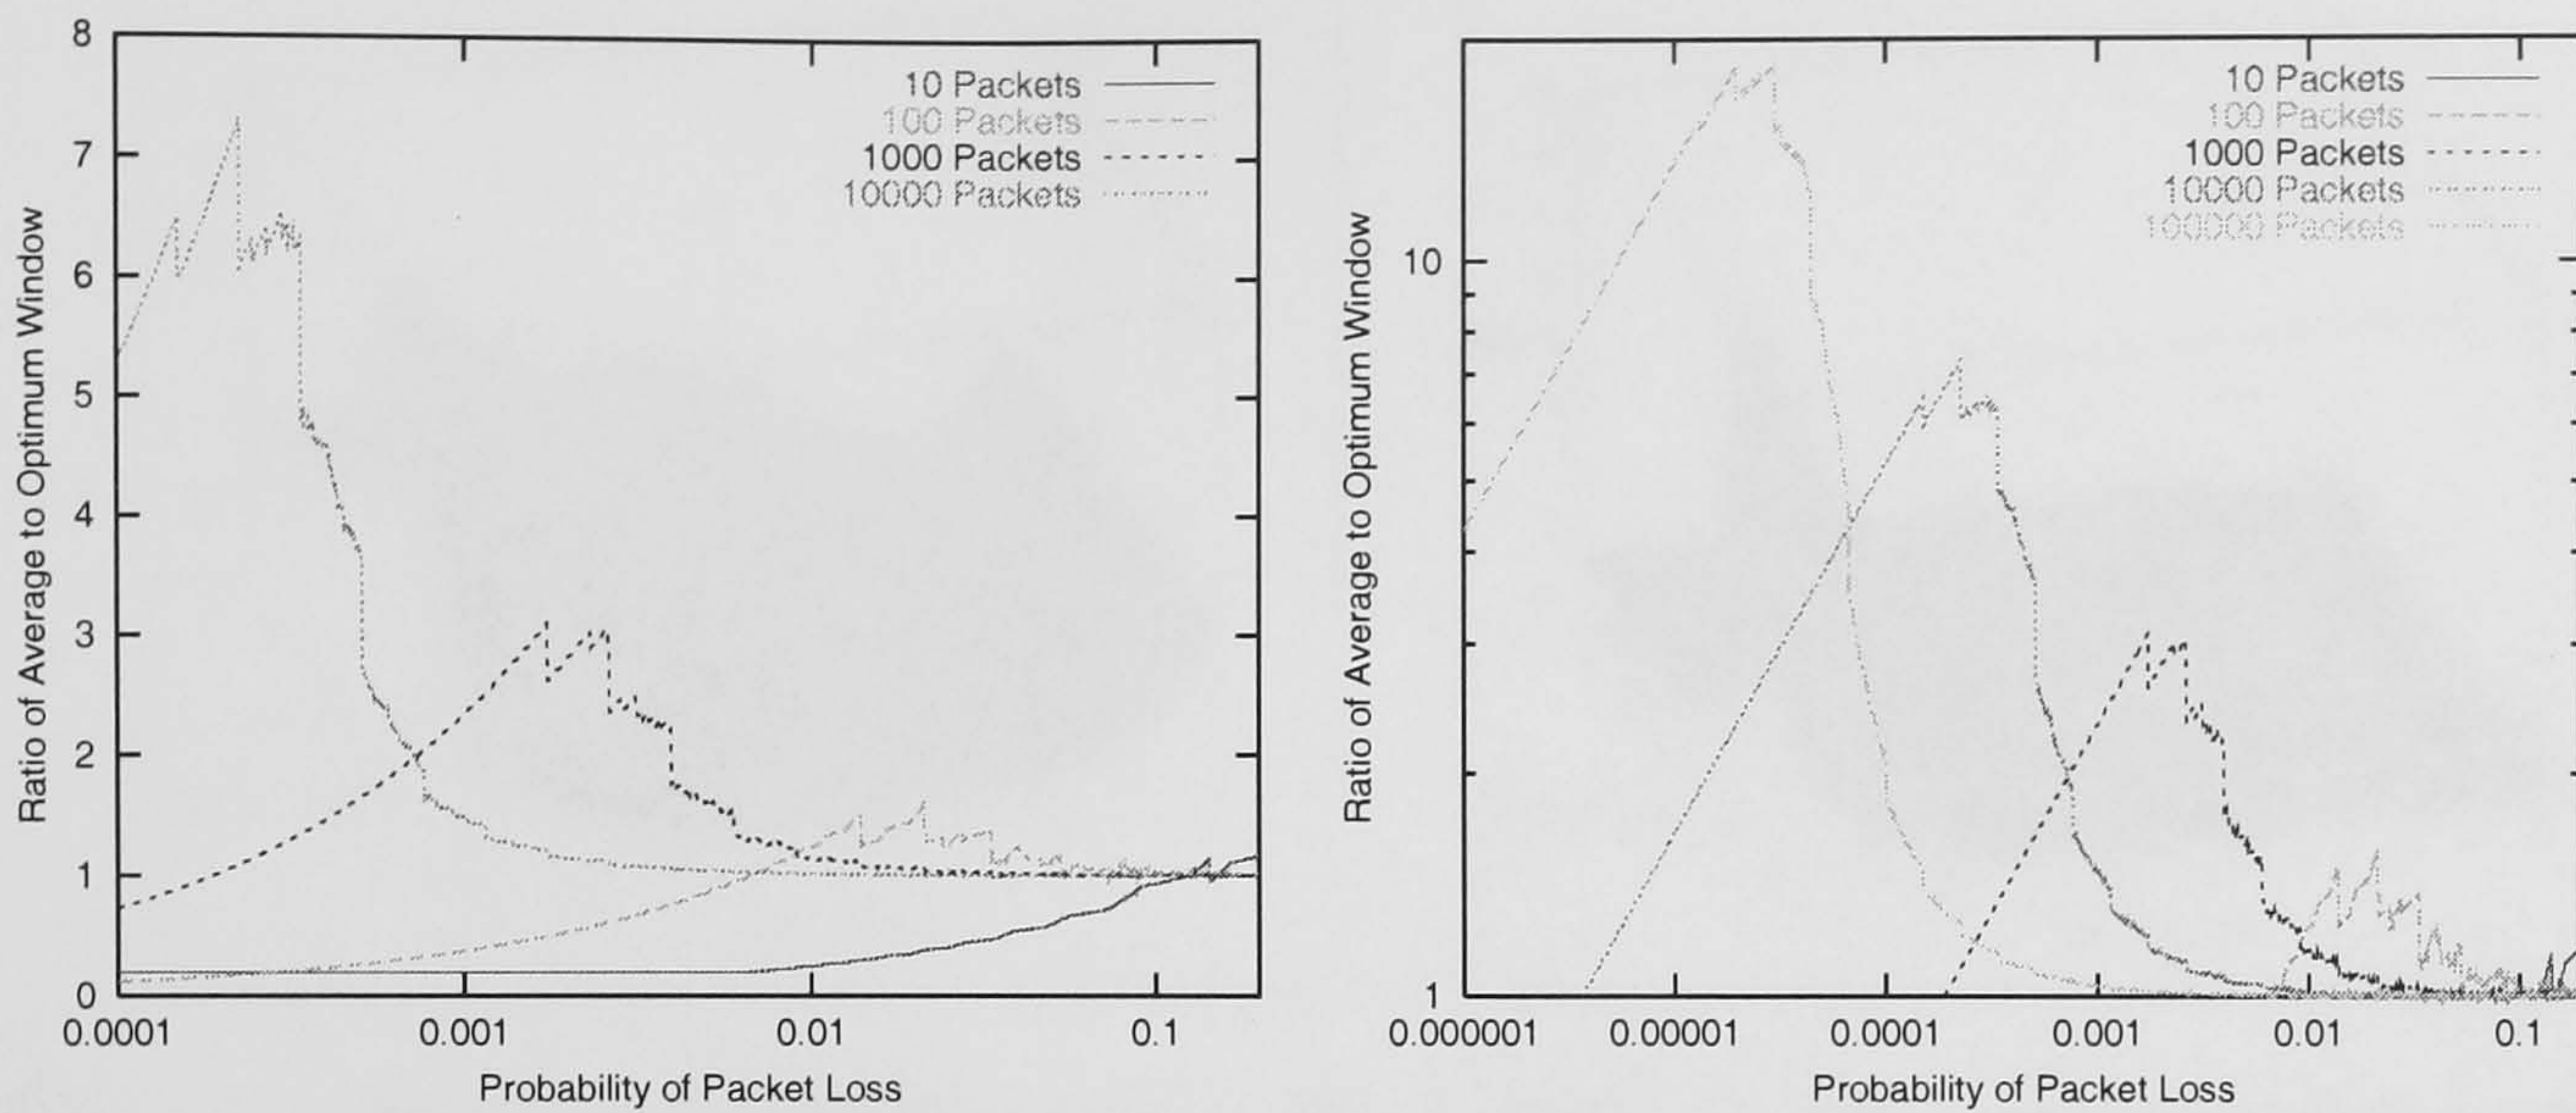 8
7
6
5
4
3
2
1
0
Ratio of Average to Optimum Window
10 Packets
100 Packets
1000 Packets
10000 Packets
0.0001
0.001
0.01
0.1
Probability of Packet Loss
10
1
Ratio of Average to Optimum Window
10 Packets
100 Packets
1000 Packets
10000 Packets
100000 Packets
0.000001
0.00001
0.0001
0.001
0.01
0.1
Probability of Packet Loss